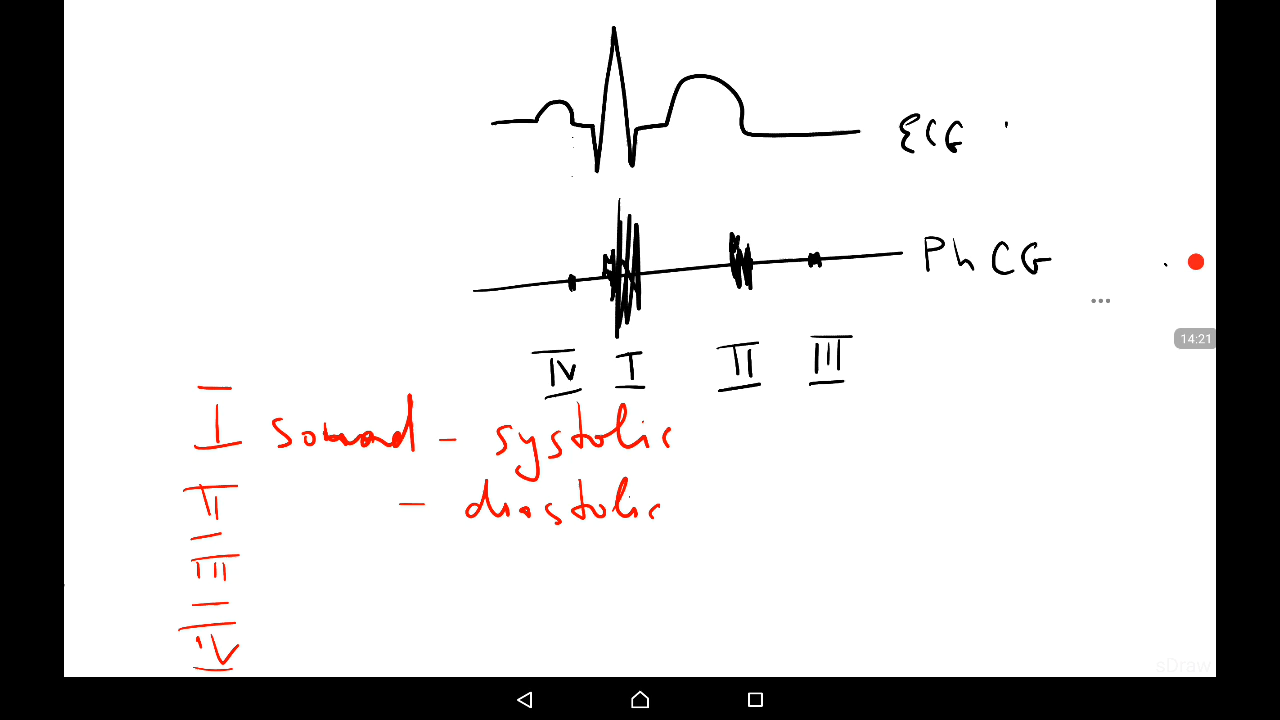 ECG
PhCG
14:21
IV I II III
I sound - systolic
II - diastolic
III
IV
sDraw